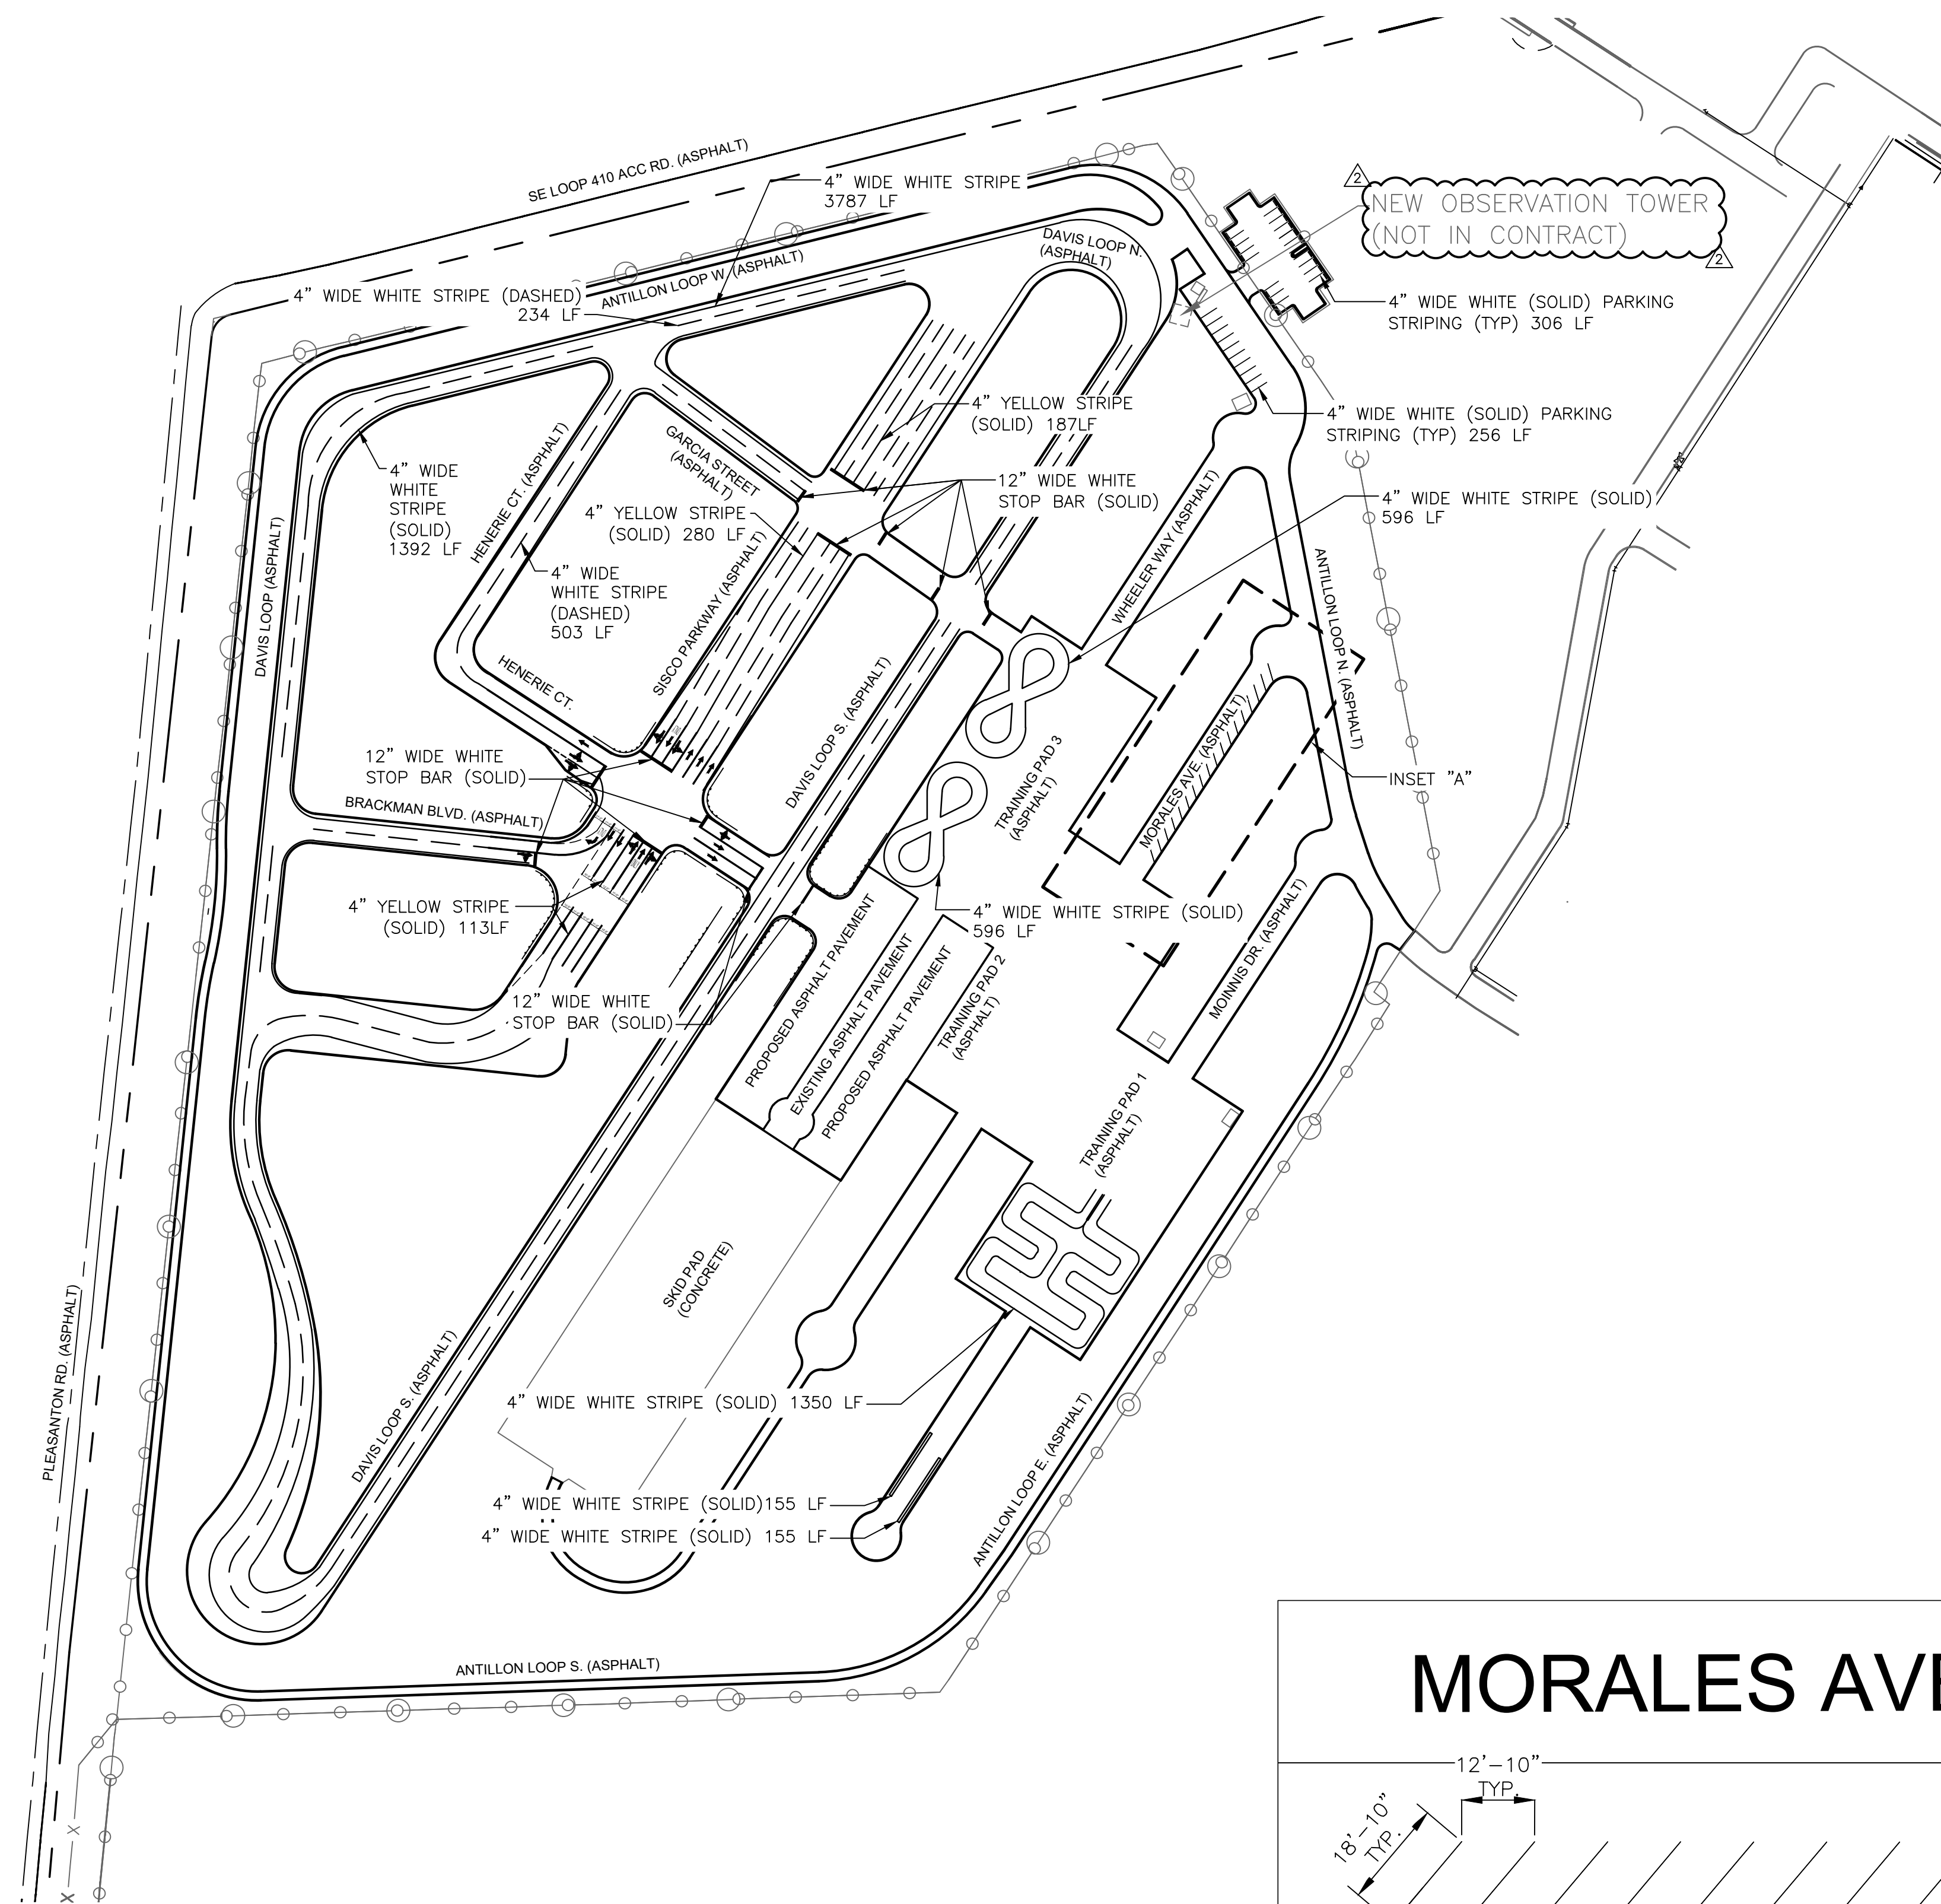 SE LOOP 410 ACC RD. (ASPHALT)
4" WIDE WHITE STRIPE
3787 LF
2
NEW OBSERVATION TOWER
(NOT IN CONTRACT)
2
DAVIS LOOP N.
(ASPHALT)
ANTILLON LOOP W. (ASPHALT)
4" WIDE WHITE STRIPE (DASHED)
234 LF
4" WIDE WHITE (SOLID) PARKING
STRIPING (TYP) 306 LF
4" YELLOW STRIPE
(SOLID) 187LF
4" WIDE WHITE (SOLID) PARKING
STRIPING (TYP) 256 LF
GARCIA STREET
(ASPHALT)
HENERIE CT. (ASPHALT)
4" WIDE
WHITE
STRIPE
(SOLID)
1392 LF
12" WIDE WHITE
STOP BAR (SOLID)
4" WIDE WHITE STRIPE (SOLID)
596 LF
4" YELLOW STRIPE
(SOLID) 280 LF
DAVIS LOOP (ASPHALT)
4" WIDE
WHITE STRIPE
(DASHED)
503 LF
WHEELER WAY (ASPHALT)
ANTILLON LOOP N. (ASPHALT)
SISCO PARKWAY (ASPHALT)
HENERIE CT.
DAVIS LOOP S. (ASPHALT)
12" WIDE WHITE
STOP BAR (SOLID)
TRAINING PAD 3
(ASPHALT)
MORALES AVE. (ASPHALT)
INSET "A"
BRACKMAN BLVD. (ASPHALT)
4" YELLOW STRIPE
(SOLID) 113LF
4" WIDE WHITE STRIPE (SOLID)
596 LF
MOINNIS DR. (ASPHALT)
PROPOSED ASPHALT PAVEMENT
EXISTING ASPHALT PAVEMENT
PROPOSED ASPHALT PAVEMENT
TRAINING PAD 2
(ASPHALT)
12" WIDE WHITE
STOP BAR (SOLID)
TRAINING PAD 1
(ASPHALT)
SKID PAD
(CONCRETE)
PLEASANTON RD. (ASPHALT)
DAVIS LOOP S. (ASPHALT)
4" WIDE WHITE STRIPE (SOLID) 1350 LF
ANTILLON LOOP E. (ASPHALT)
4" WIDE WHITE STRIPE (SOLID)155 LF
4" WIDE WHITE STRIPE (SOLID) 155 LF
ANTILLON LOOP S. (ASPHALT)
MORALES AVE
12'-10"
TYP.
18'-10"
TYP.
X
X